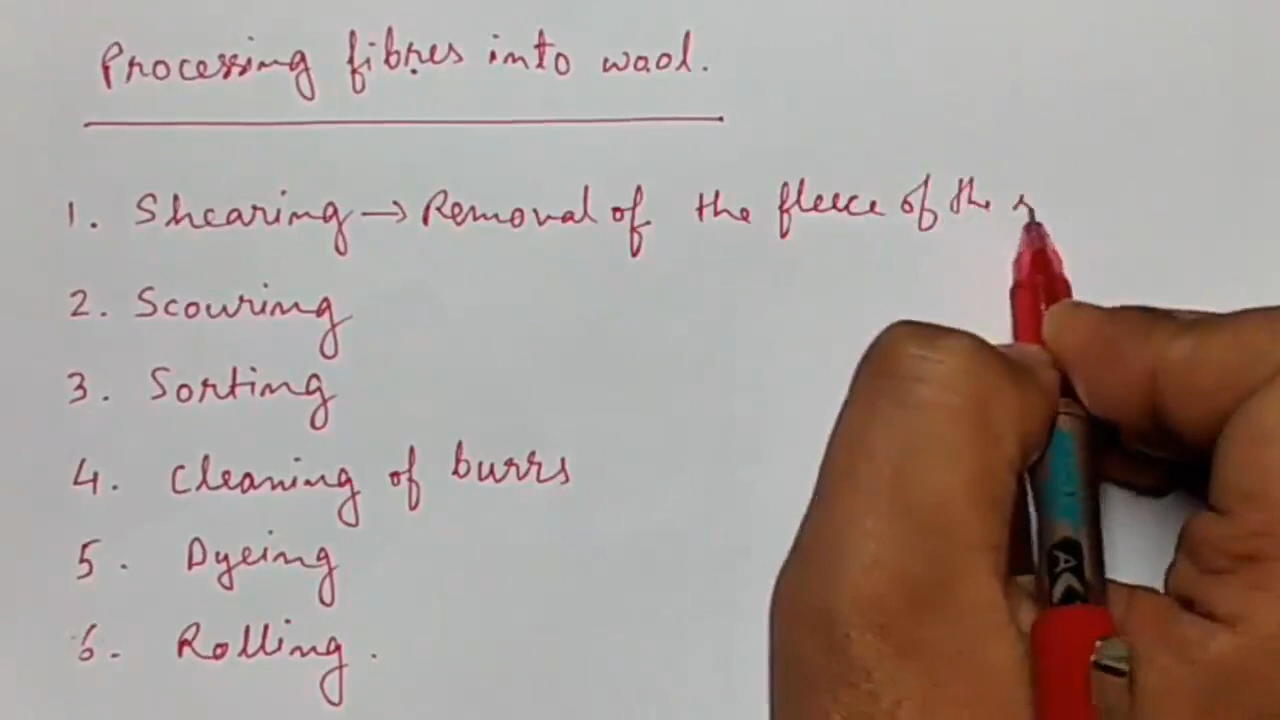 Processing fibres into wool.
1. Shearing → Removal of the fleece of the s
2. Scouring
3. Sorting
4. Cleaning of burrs
5. Dyeing
6. Rolling.